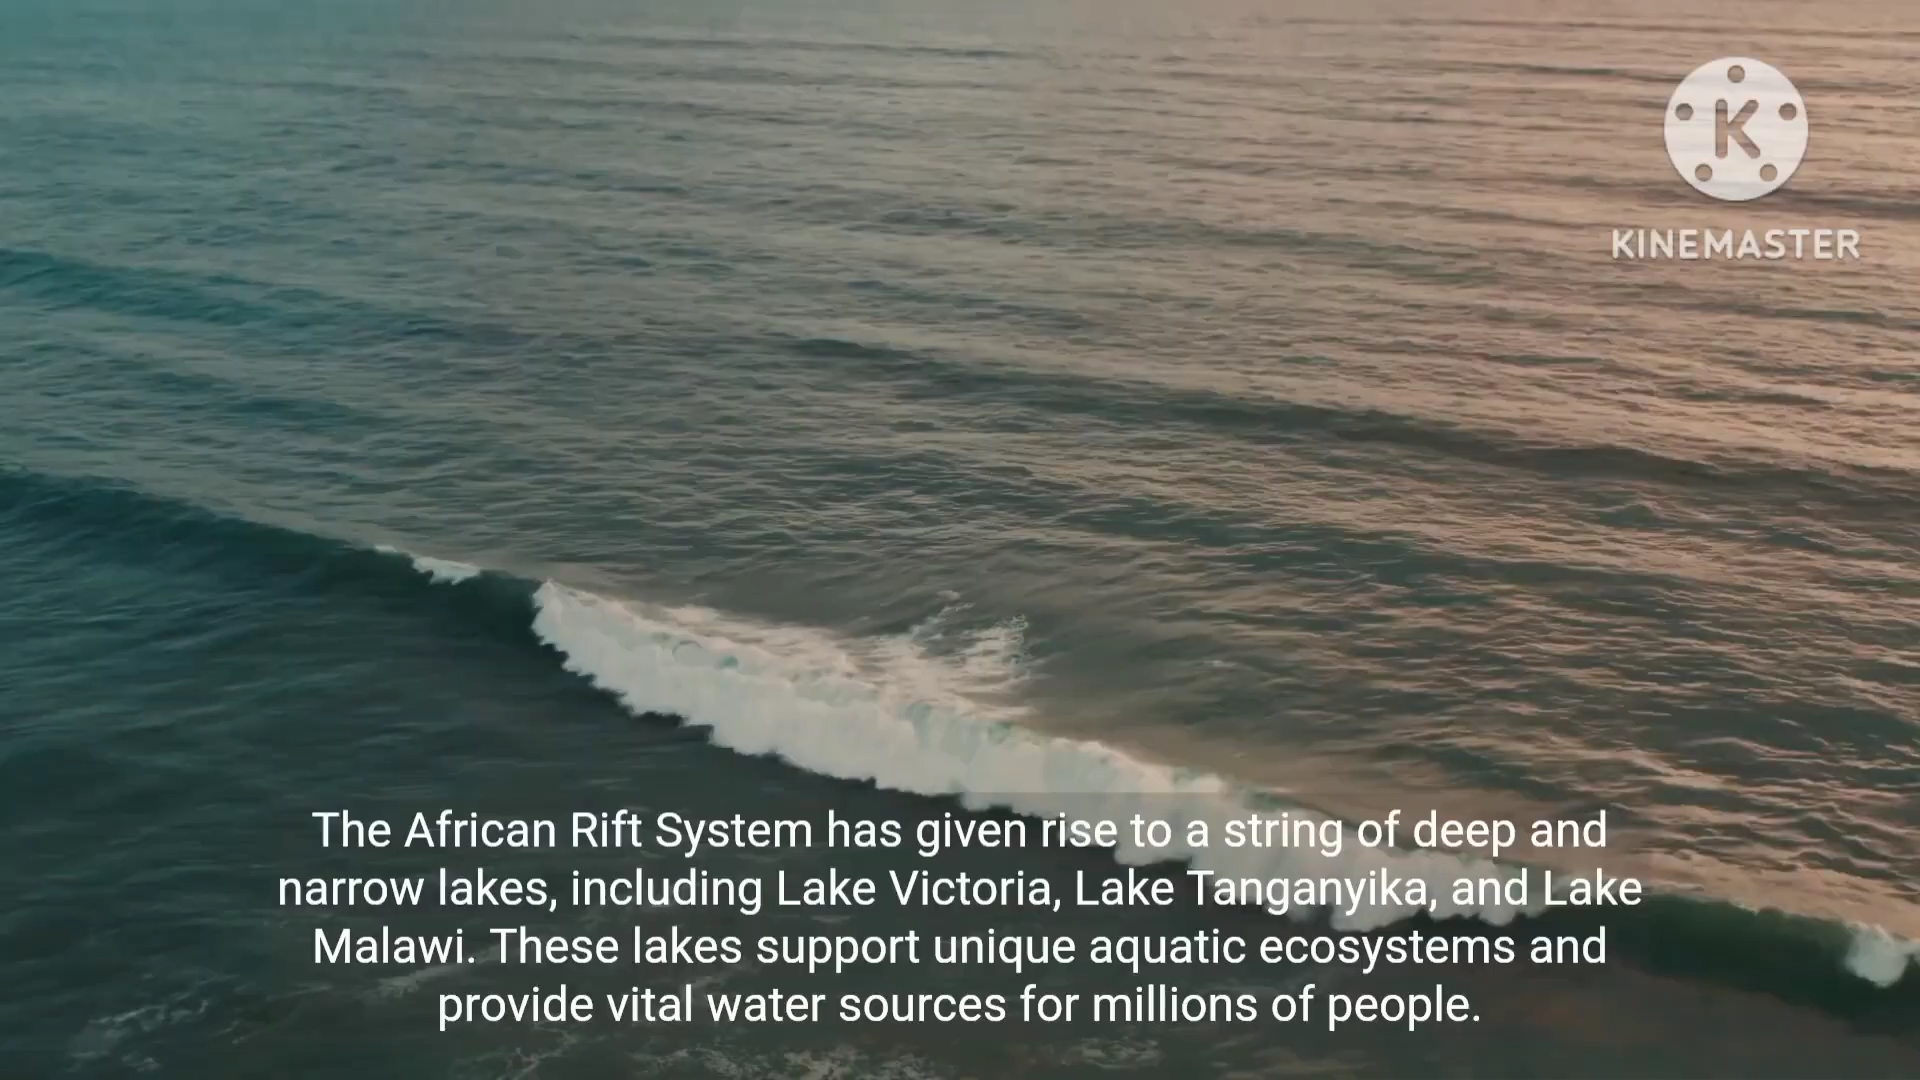 K
KINEMASTER
The African Rift System has given rise to a string of deep and
narrow lakes, including Lake Victoria, Lake Tanganyika, and Lake
Malawi. These lakes support unique aquatic ecosystems and
provide vital water sources for millions of people.